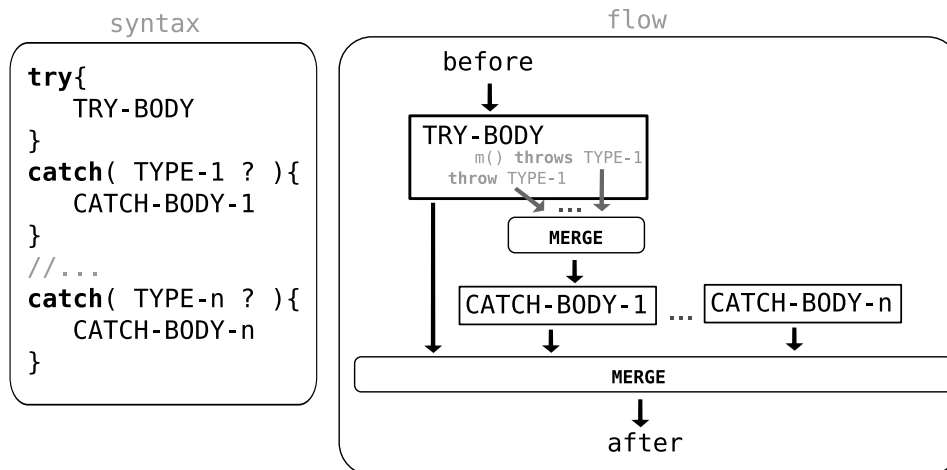 syntax
try{
TRY-BODY
}
catch( TYPE-1 ? ){
CATCH-BODY-1
}
//...
catch( TYPE-n ? ){
CATCH-BODY-n
}
flow
before
TRY-BODY
m() throws TYPE-1
throw TYPE-1
...
MERGE
CATCH-BODY-1 ... CATCH-BODY-n
MERGE
after